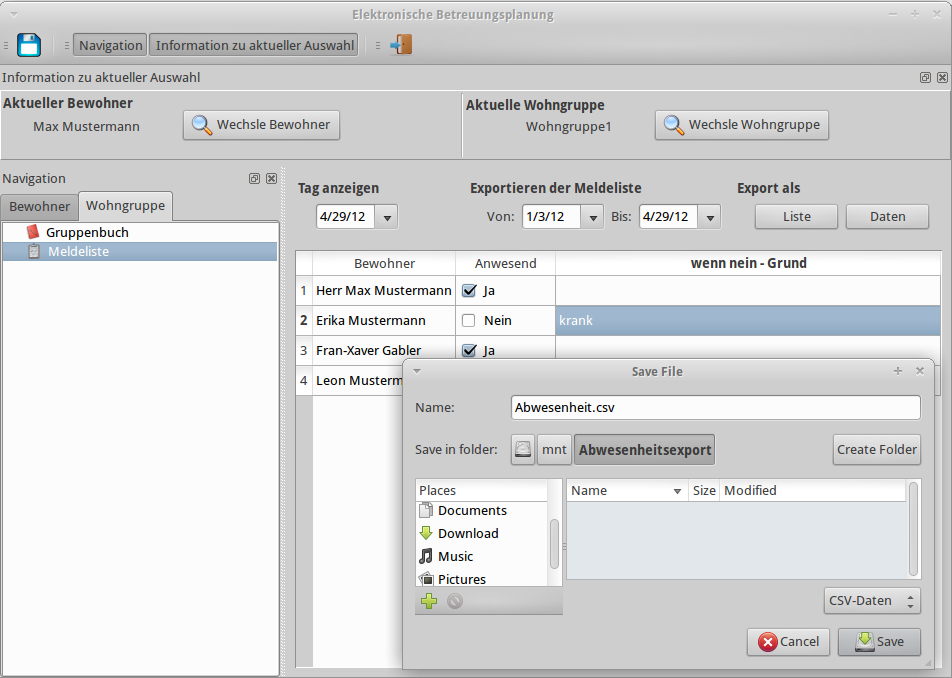 Elektronische Betreuungsplanung
Navigation Information zu aktueller Auswahl
Information zu aktueller Auswahl
Aktueller Bewohner
Max Mustermann
Wechsle Bewohner
Aktuelle Wohngruppe
Wohngruppe1
Wechsle Wohngruppe
Navigation
Bewohner Wohngruppe
Gruppenbuch
Meldeliste
Tag anzeigen Exportieren der Meldeliste Export als
4/29/12 Von: 1/3/12 Bis: 4/29/12 Liste Daten
Bewohner Anwesend wenn nein - Grund
1 Herr Max Mustermann Ja
2 Erika Mustermann Nein krank
3 Fran-Xaver Gabler Ja
4 Leon Musterm
Save File
Name: Abwesenheit.csv
Save in folder: mnt Abwesenheitsexport Create Folder
Places Name Size Modified
Documents
Download
Music
Pictures
CSV-Daten
Cancel Save